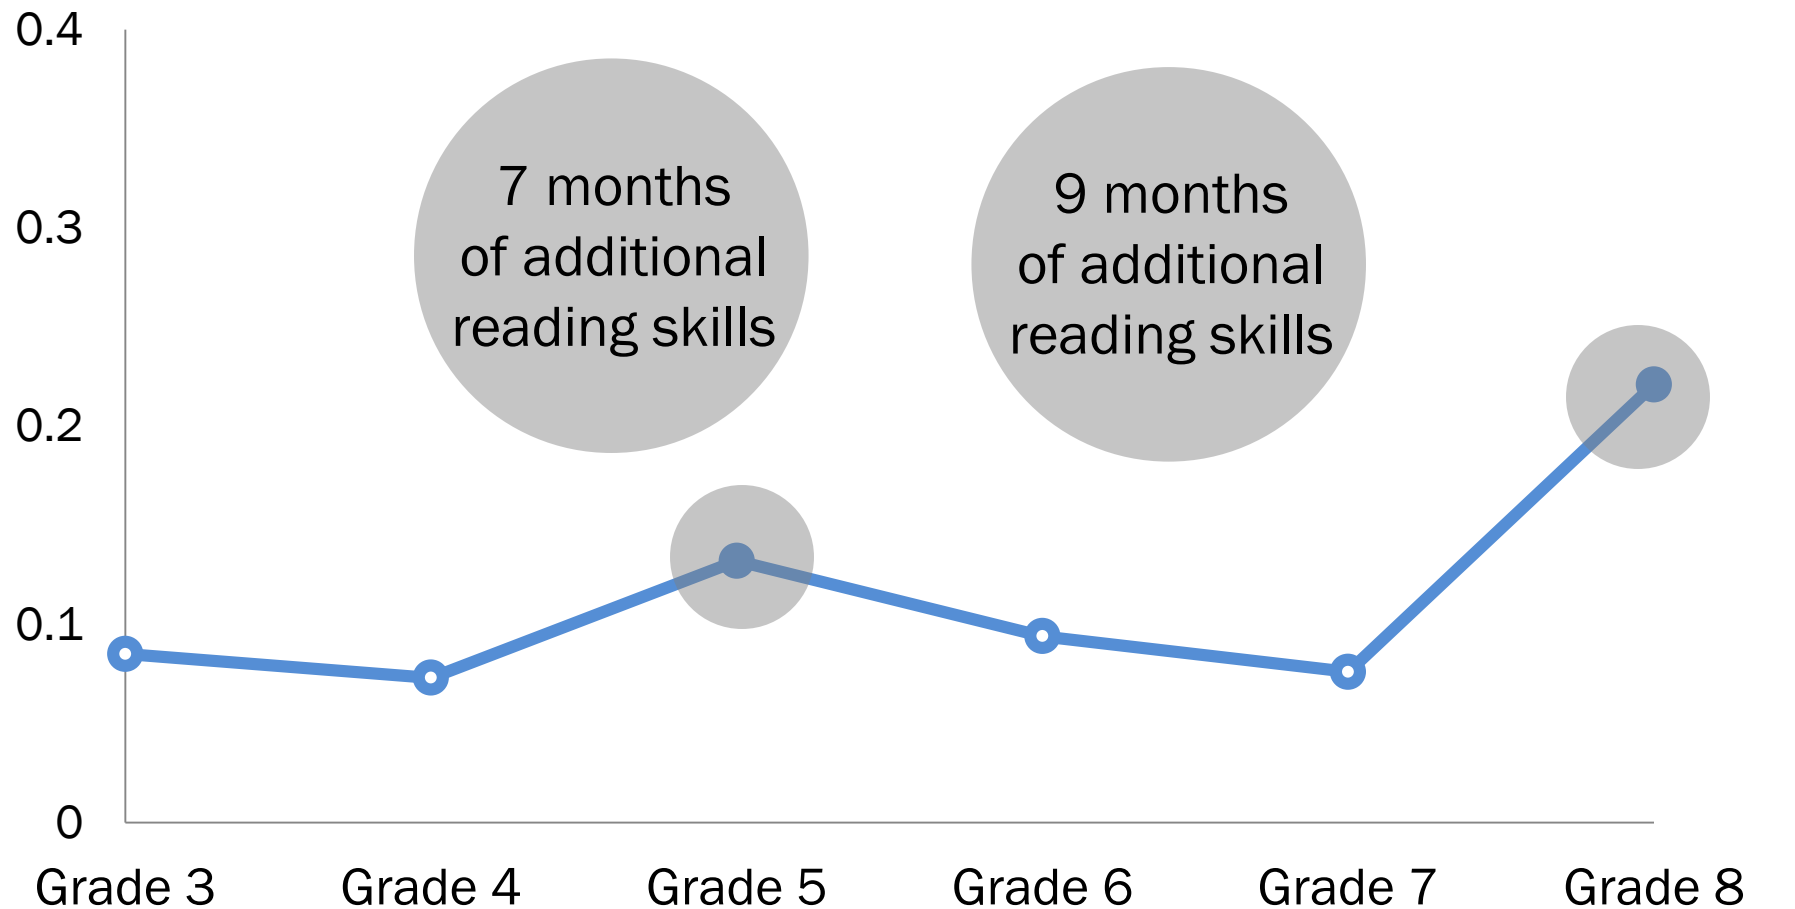 0.4
0.3
0.2
0.1
0
7 months
of additional
reading skills
9 months
of additional
reading skills
Grade 3
Grade 4
Grade 5
Grade 6
Grade 7
Grade 8